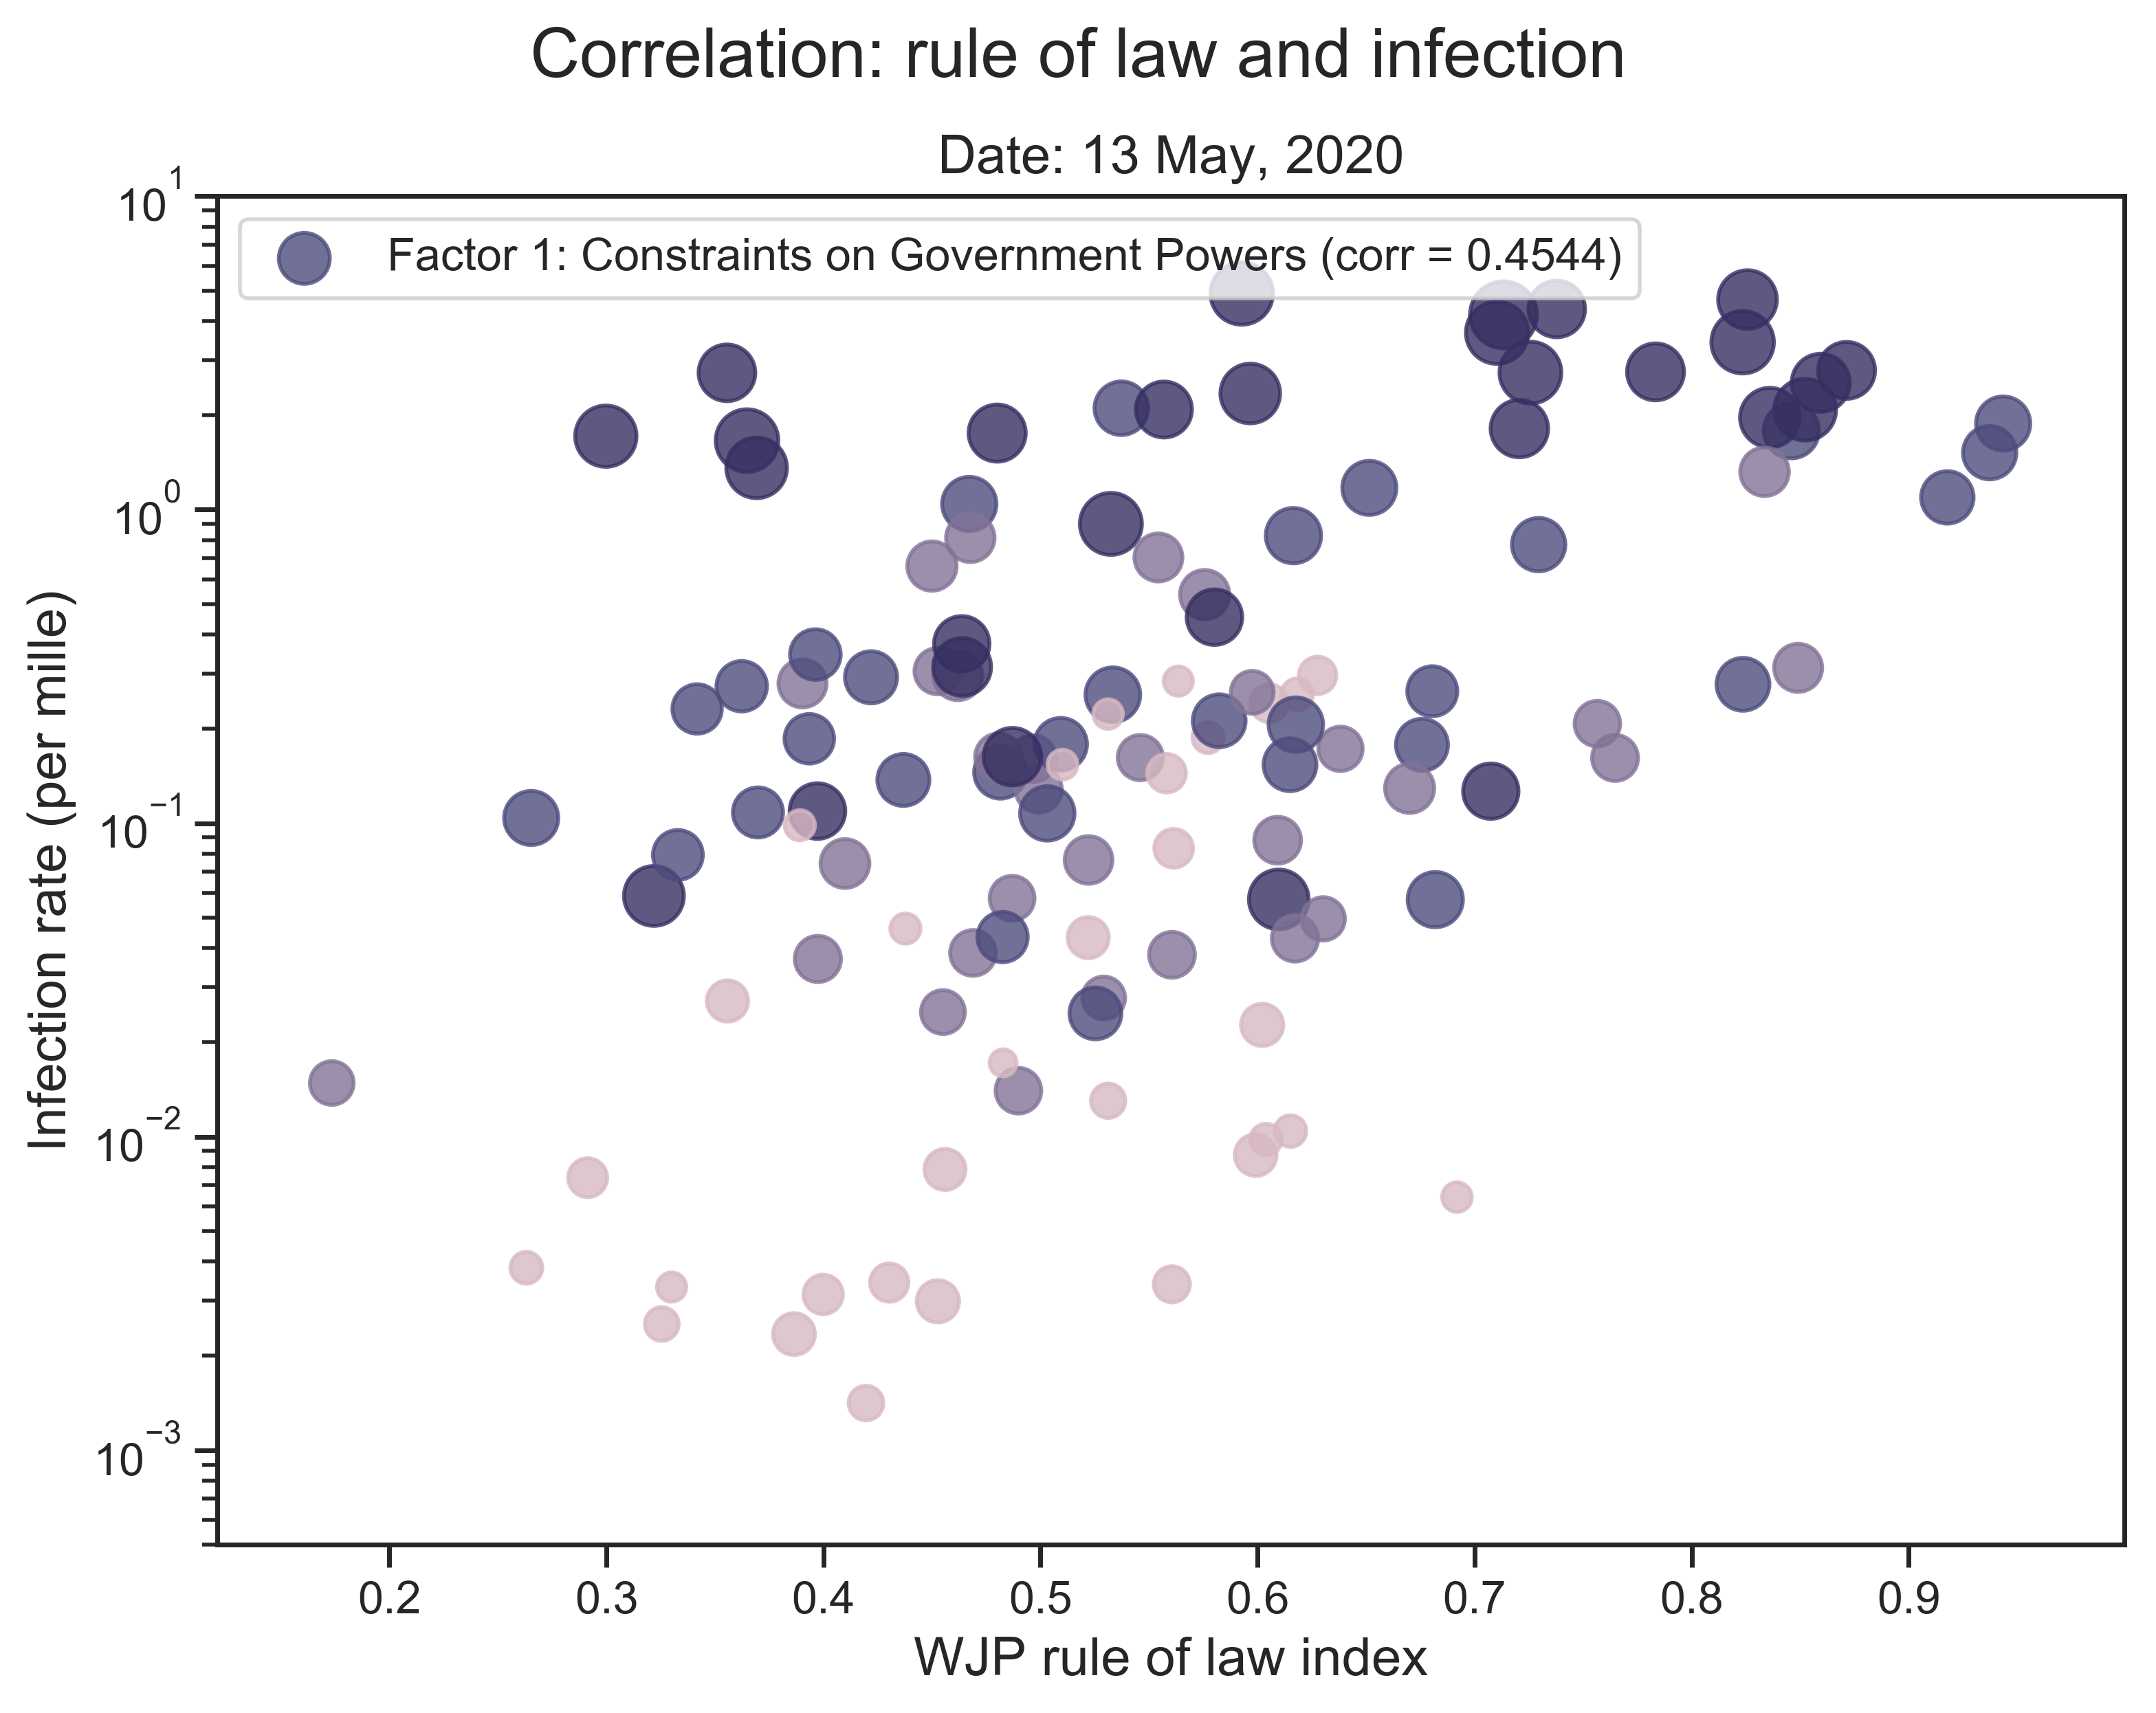 Correlation: rule of law and infection
Date: 13 May, 2020
Factor 1: Constraints on Government Powers (corr = 0.4544)
Infection rate (per mille)
10^1
10^0
10^−1
10^−2
10^−3
0.2 0.3 0.4 0.5 0.6 0.7 0.8 0.9
WJP rule of law index